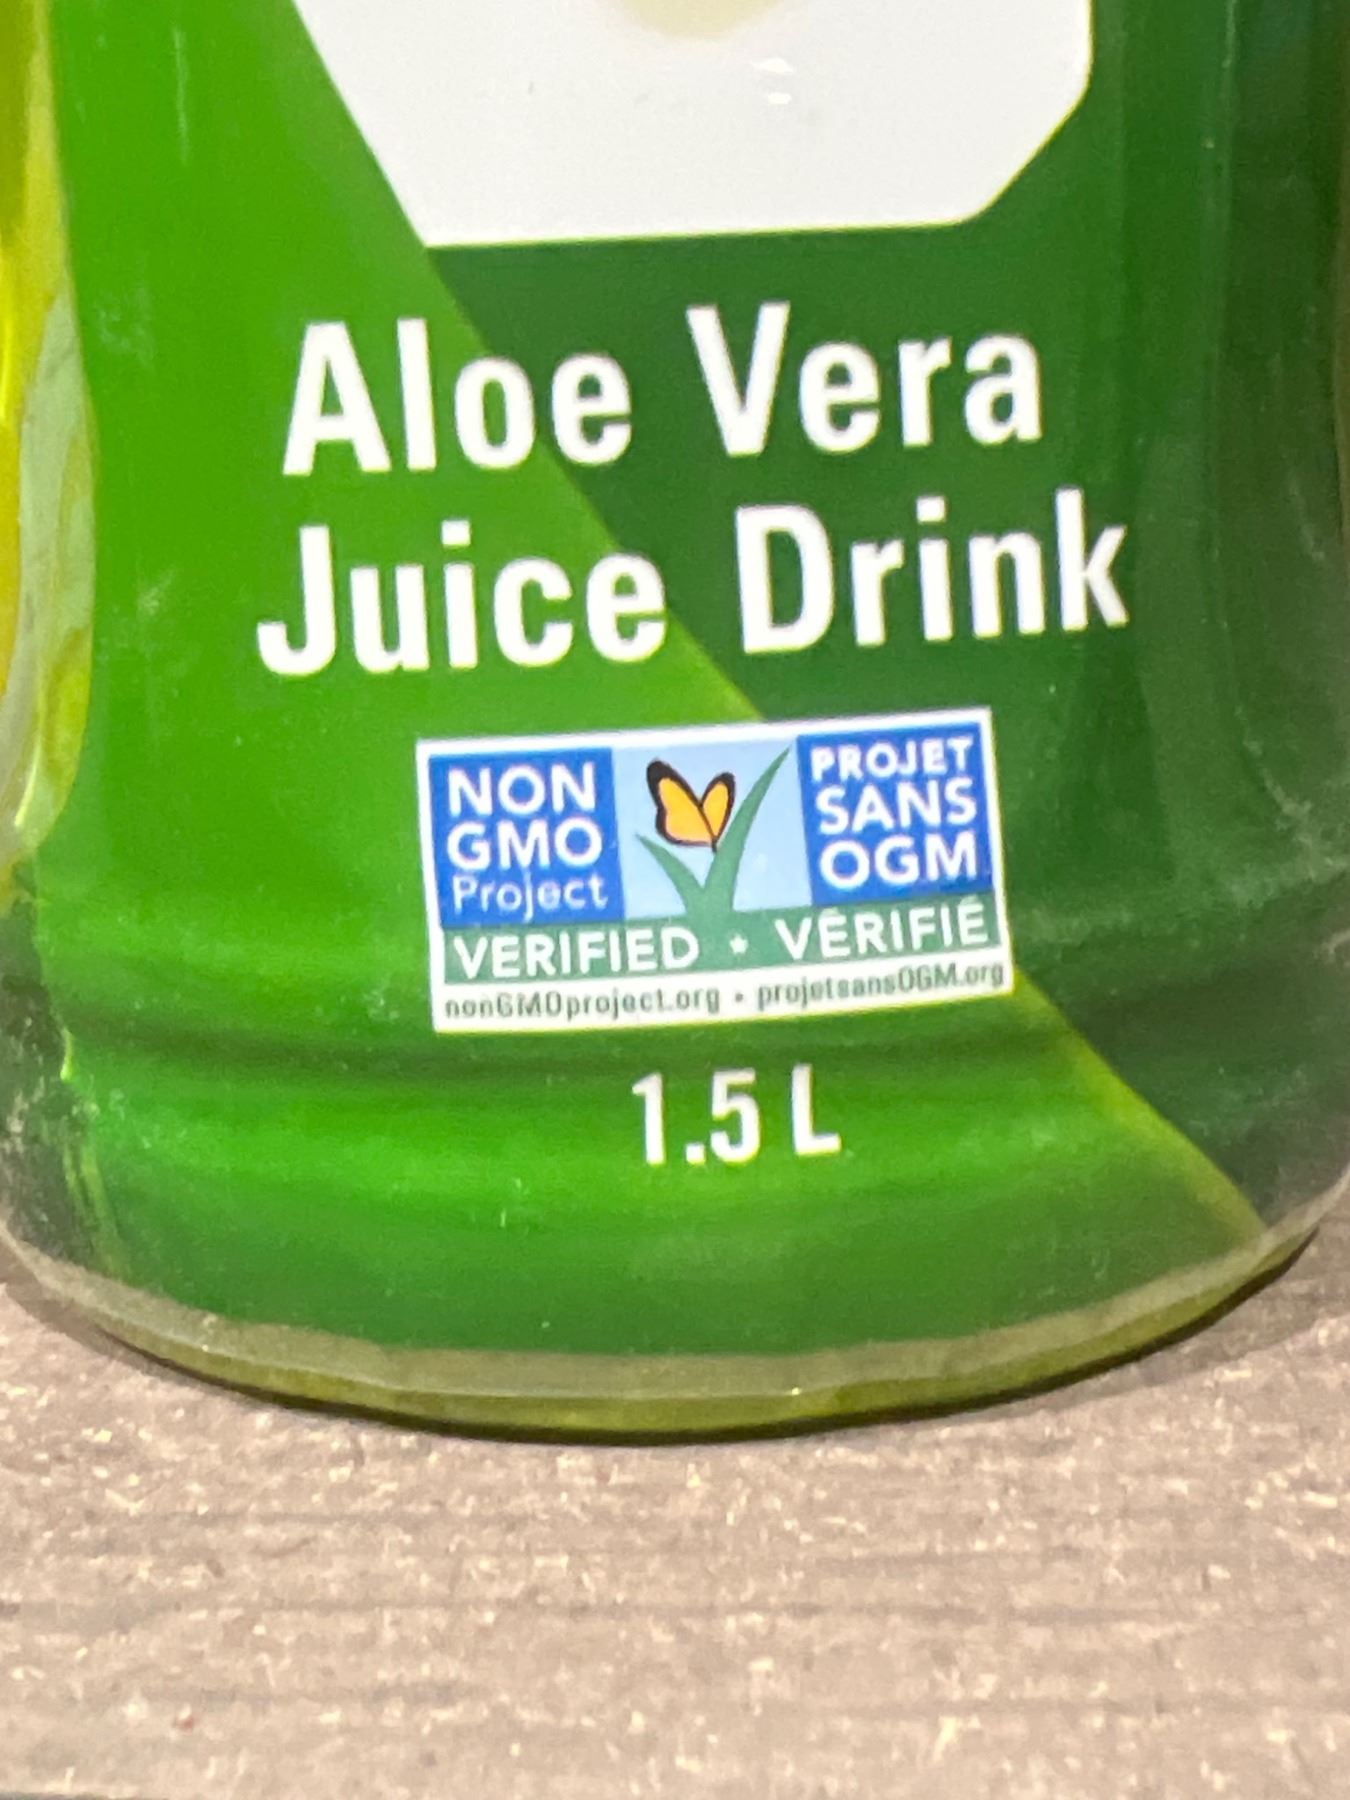 Aloe Vera
Juice Drink
NON
GMO
Project
PROJET
SANS
OGM
VERIFIED • VÉRIFIÉ
nonGMOproject.org • projetsansOGM.org
1.5 L